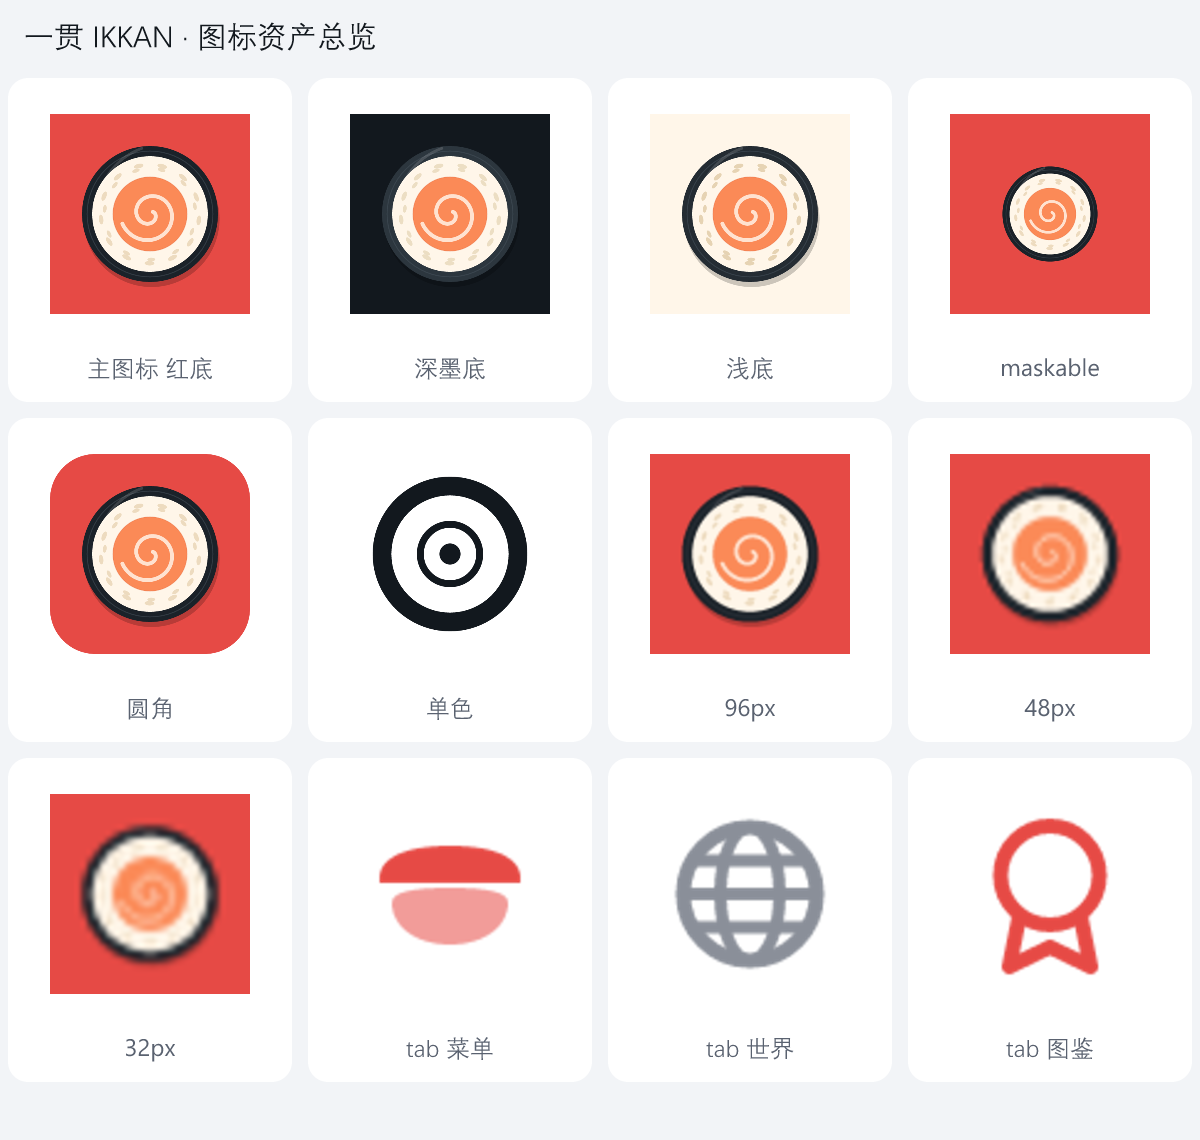 一贯 IKKAN · 图标资产总览
主图标 红底
深墨底
浅底
maskable
圆角
单色
96px
48px
32px
tab 菜单
tab 世界
tab 图鉴